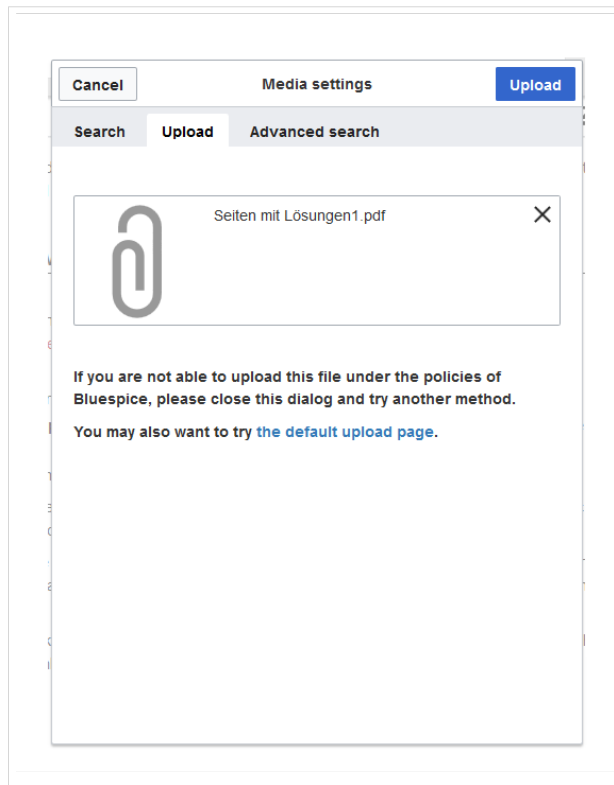 Cancel
Media settings
Upload
Search
Upload
Advanced search
Seiten mit Lösungen1.pdf
If you are not able to upload this file under the policies of
Bluespice, please close this dialog and try another method.
You may also want to try the default upload page.